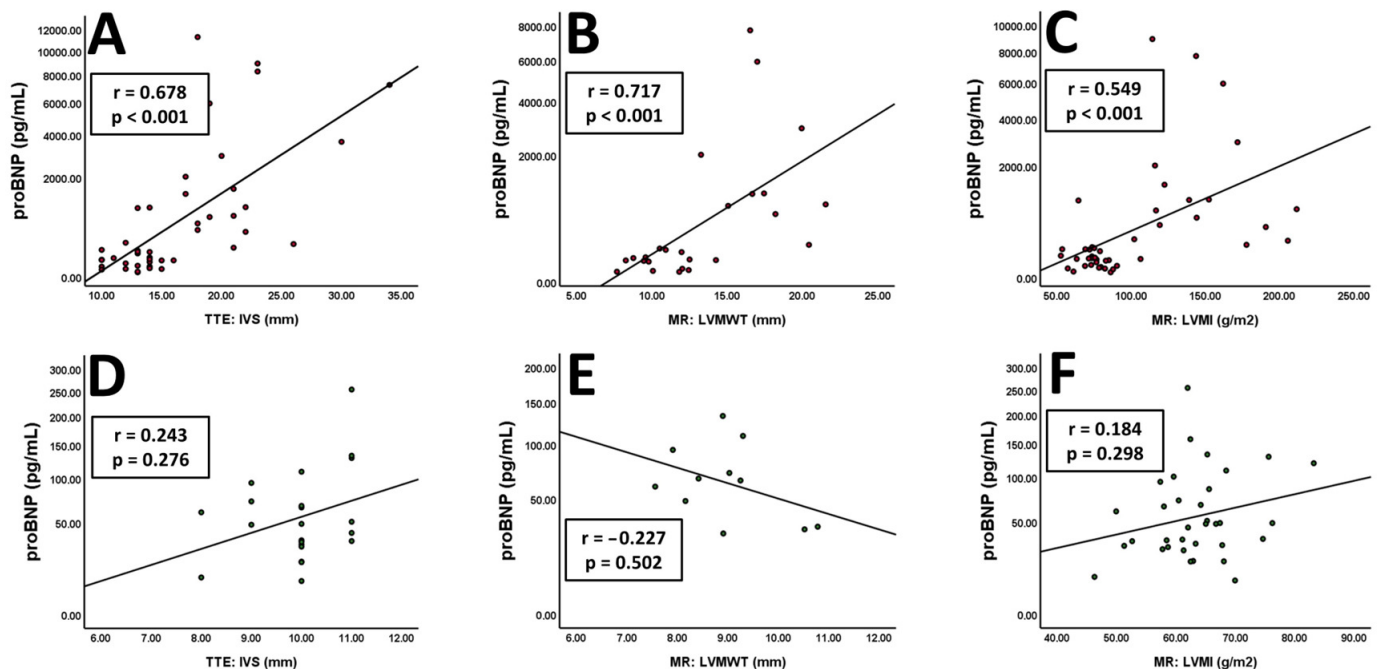 A
proBNP (pg/mL)
12000.00
10000.00
8000.00
6000.00
4000.00
2000.00
0.00
r = 0.678
p < 0.001
10.00 15.00 20.00 25.00 30.00 35.00
TTE: IVS (mm)
B
proBNP (pg/mL)
8000.00
6000.00
4000.00
2000.00
0.00
r = 0.717
p < 0.001
5.00 10.00 15.00 20.00 25.00
MR: LVMWT (mm)
C
proBNP (pg/mL)
10000.00
8000.00
6000.00
4000.00
2000.00
0.00
r = 0.549
p < 0.001
50.00 100.00 150.00 200.00 250.00
MR: LVMI (g/m2)
D
proBNP (pg/mL)
300.00
250.00
200.00
150.00
100.00
50.00
0.00
r = 0.243
p = 0.276
6.00 7.00 8.00 9.00 10.00 11.00 12.00
TTE: IVS (mm)
E
proBNP (pg/mL)
200.00
150.00
100.00
50.00
0.00
r = −0.227
p = 0.502
6.00 7.00 8.00 9.00 10.00 11.00 12.00
MR: LVMWT (mm)
F
proBNP (pg/mL)
300.00
250.00
200.00
150.00
100.00
50.00
0.00
r = 0.184
p = 0.298
40.00 50.00 60.00 70.00 80.00 90.00
MR: LVMI (g/m2)